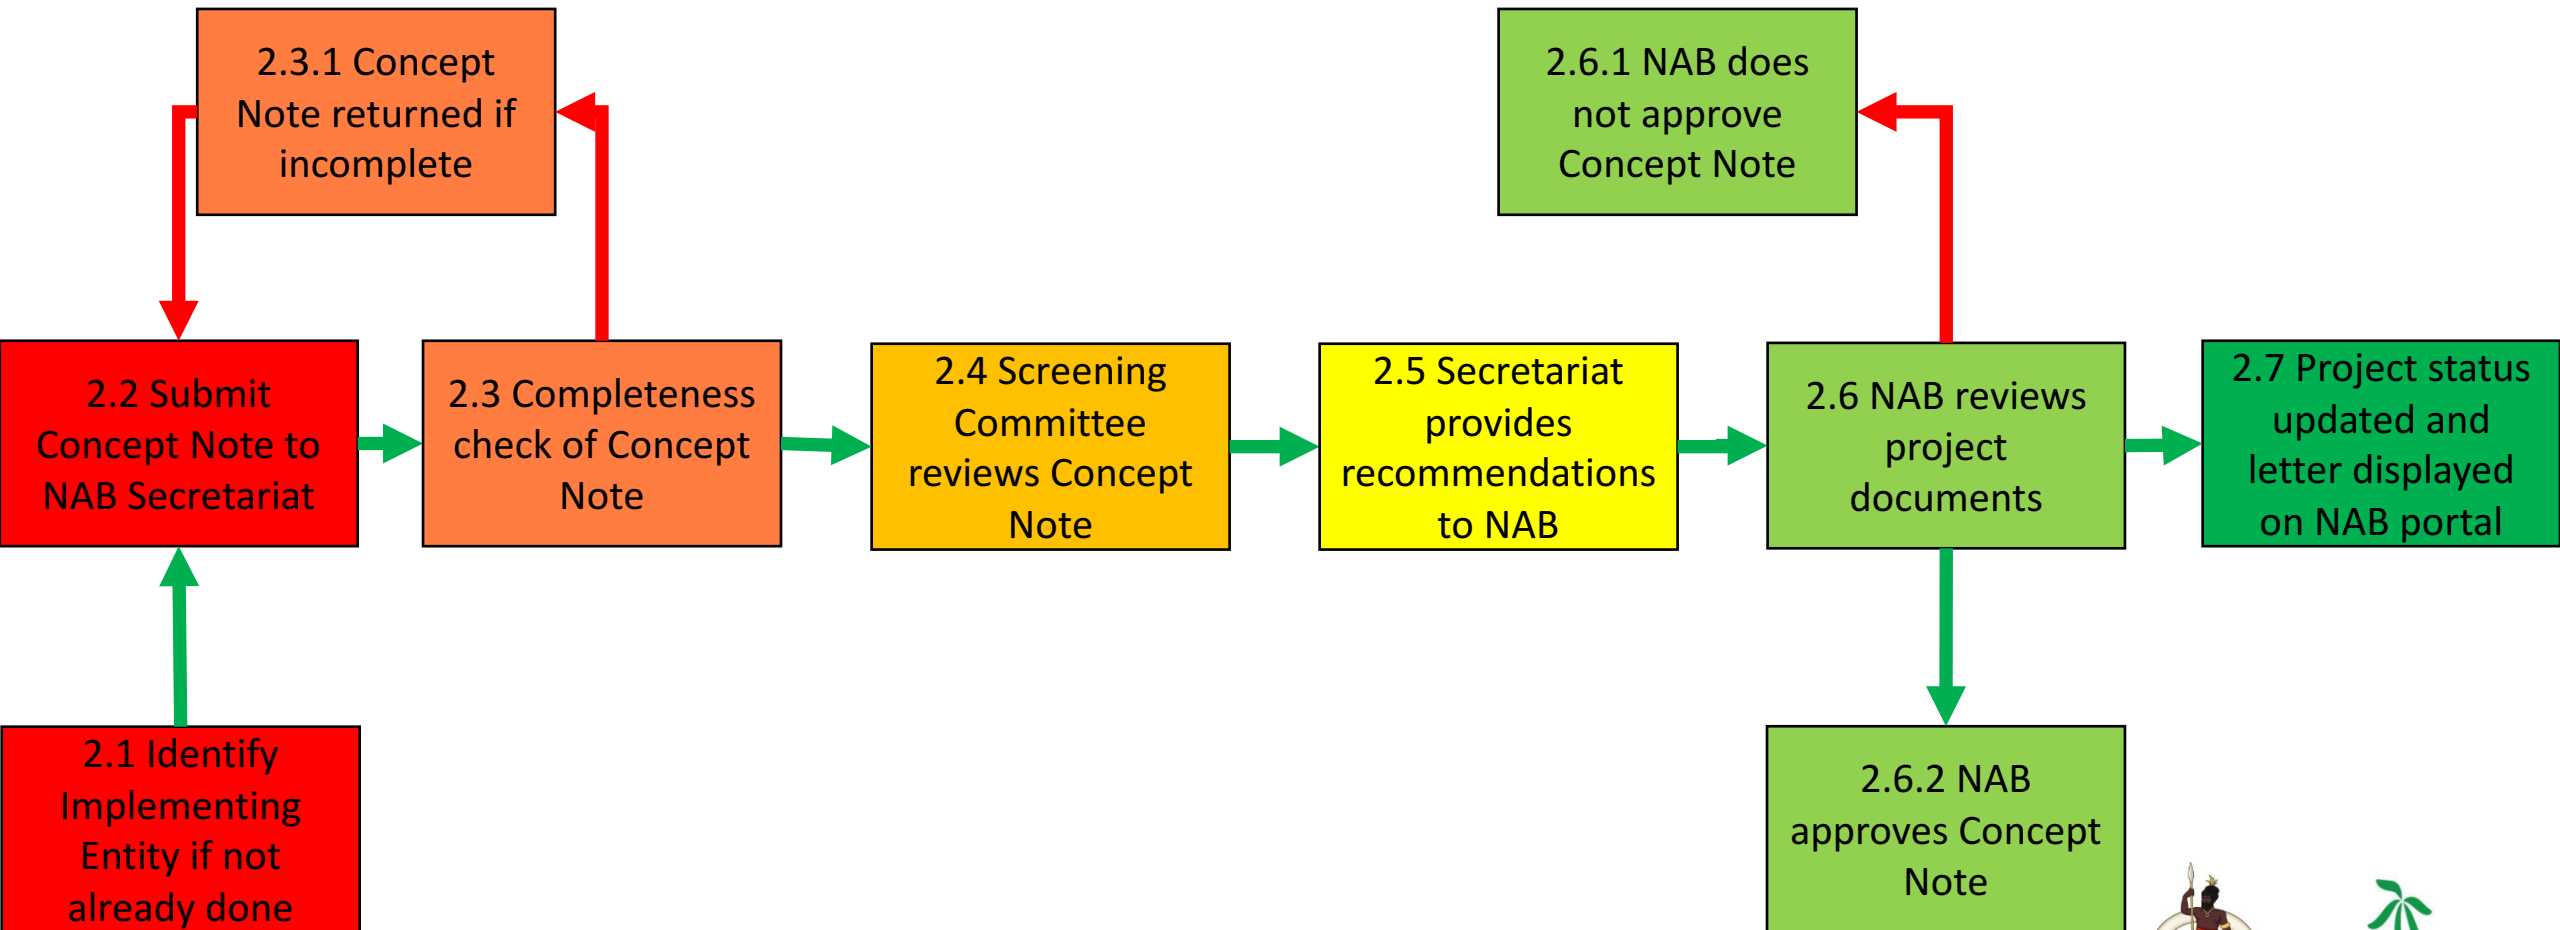 2.3.1 Concept
Note returned if
incomplete
2.6.1 NAB does
not approve
Concept Note
2.2 Submit
Concept Note to
NAB Secretariat
2.3 Completeness
check of Concept
Note
2.4 Screening
Committee
reviews Concept
Note
2.5 Secretariat
provides
recommendations
to NAB
2.6 NAB reviews
project
documents
2.7 Project status
updated and
letter displayed
on NAB portal
2.1 Identify
Implementing
Entity if not
already done
2.6.2 NAB
approves Concept
Note